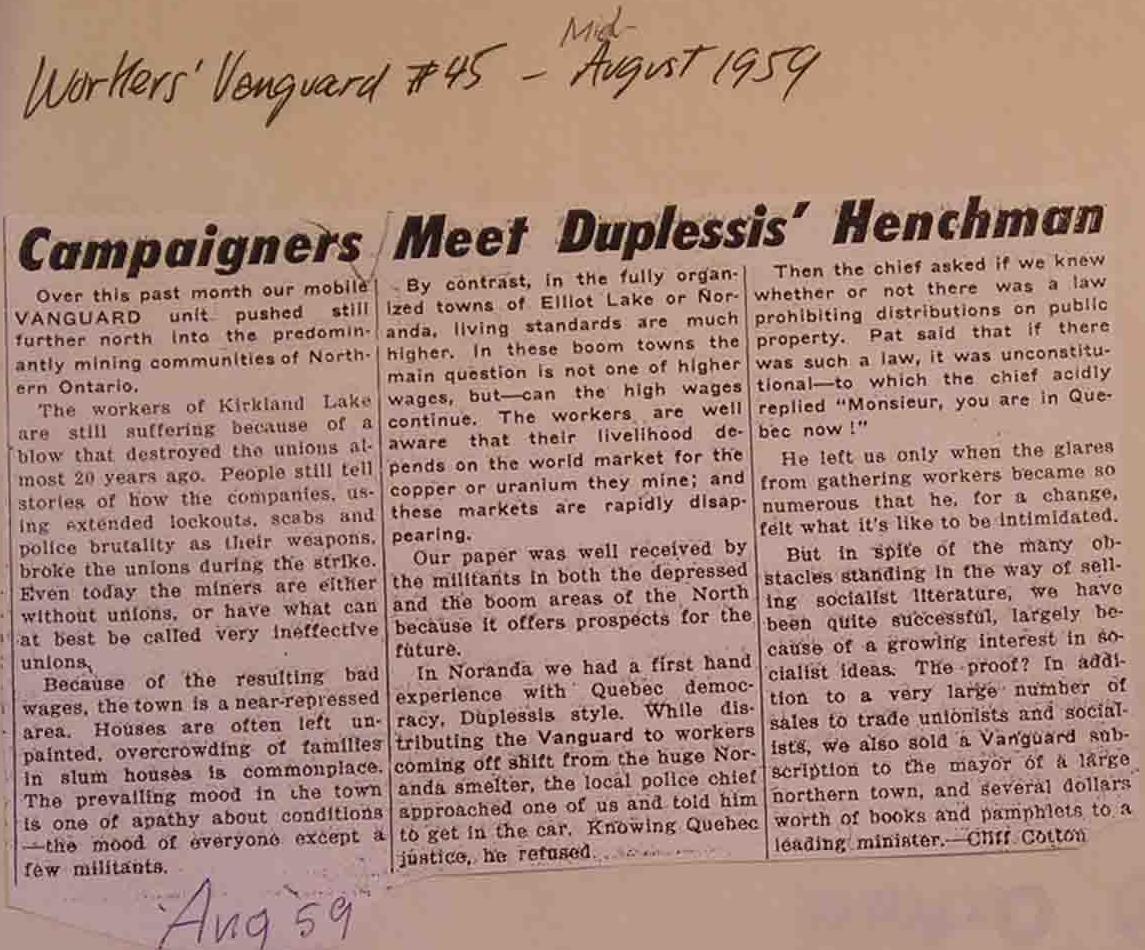 Workers' Vanguard #45 - Mid-August 1959
Campaigners Meet Duplessis' Henchman
Over this past month our mobile
VANGUARD unit pushed still
further north into the predomin-
antly mining communities of North-
ern Ontario.
The workers of Kirkland Lake
are still suffering because of a
blow that destroyed the unions al-
most 20 years ago. People still tell
stories of how the companies, us-
ing extended lockouts, scabs and
police brutality as their weapons,
broke the unions during the strike.
Even today the miners are either
without unions, or have what can
at best be called very ineffective
unions.
Because of the resulting bad
wages, the town is a near-repressed
area. Houses are often left un-
painted, overcrowding of families
in slum houses is commonplace.
The prevailing mood in the town
is one of apathy about conditions
—the mood of everyone except a
few militants.
By contrast, in the fully organ-
ized towns of Elliot Lake or Nor-
anda, living standards are much
higher. In these boom towns the
main question is not one of higher
wages, but—can the high wages
continue. The workers are well
aware that their livelihood de-
pends on the world market for the
copper or uranium they mine; and
these markets are rapidly disap-
pearing.
Our paper was well received by
the militants in both the depressed
and the boom areas of the North
because it offers prospects for the
future.
In Noranda we had a first hand
experience with Quebec democ-
racy, Duplessis style. While dis-
tributing the Vanguard to workers
coming off shift from the huge Nor-
anda smelter, the local police chief
approached one of us and told him
to get in the car. Knowing Quebec
justice, he refused.
Then the chief asked if we knew
whether or not there was a law
prohibiting distributions on public
property. Pat said that if there
was such a law, it was unconstitu-
tional—to which the chief acidly
replied "Monsieur, you are in Que-
bec now!"
He left us only when the glares
from gathering workers became so
numerous that he, for a change,
felt what it's like to be intimidated.
But in spite of the many ob-
stacles standing in the way of sell-
ing socialist literature, we have
been quite successful, largely be-
cause of a growing interest in so-
cialist ideas. The proof? In addi-
tion to a very large number of
sales to trade unionists and social-
ists, we also sold a Vanguard sub-
scription to the mayor of a large
northern town, and several dollars
worth of books and pamphlets to a
leading minister.—Cliff Cotton
Aug 59